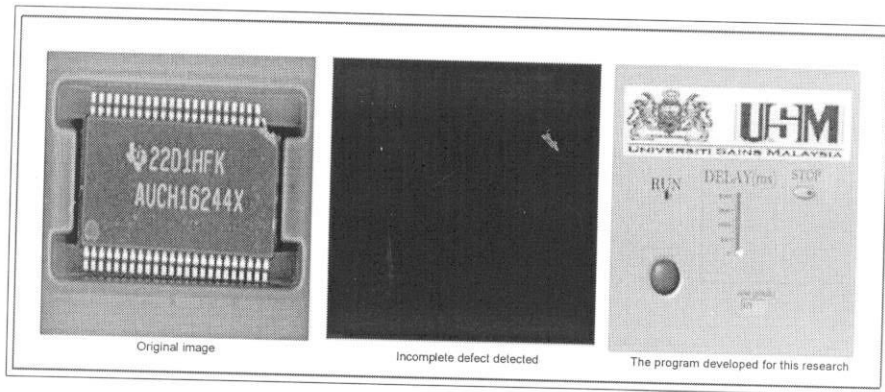 22D1HFK
AUCH16244X
Original image
Incomplete defect detected
USM
UNIVERSITI SAINS MALAYSIA
RUN
DELAY(ms)
STOP
The program developed for this research